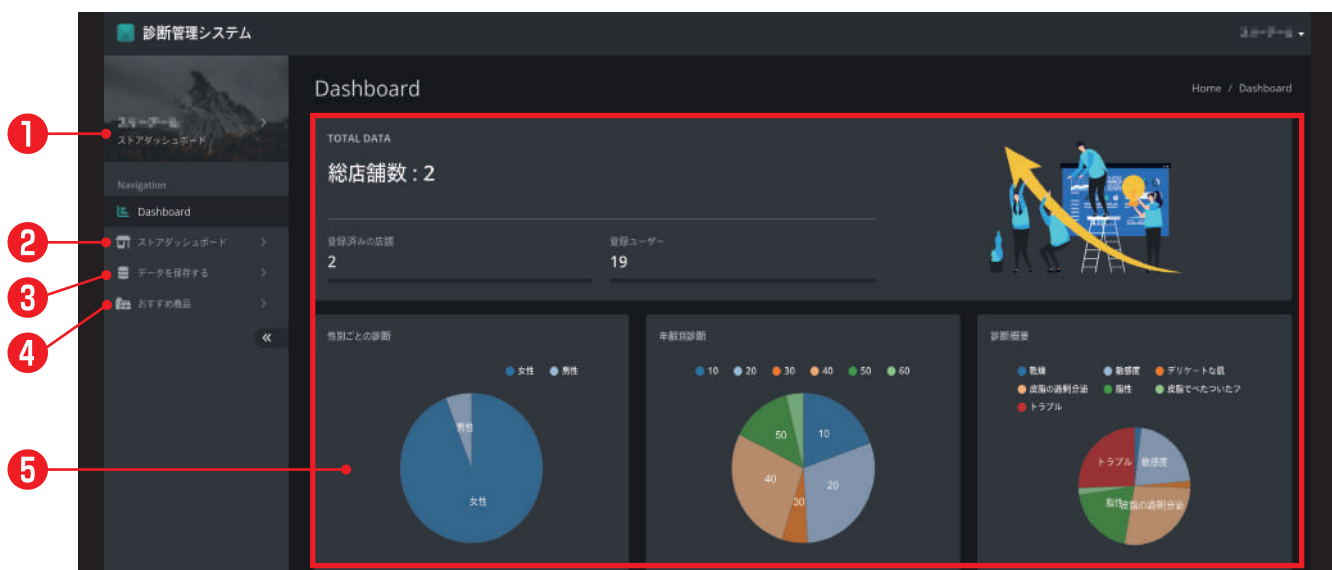 診断管理システム
Dashboard
Home / Dashboard
1
ストアダッシュボード
Navigation
Dashboard
2
ストアダッシュボード
3
データを保存する
4
おすすめ商品
«
TOTAL DATA
総店舗数 : 2
登録済みの店舗
2
登録ユーザー
19
5
性別ごとの診断
女性 男性
男性
女性
年齢別診断
10 20 30 40 50 60
50
10
40
20
30
診断概要
乾燥 敏感度 デリケートな肌
皮脂の過剰分泌 脂性 皮脂でべたついたフ
トラブル
トラブル
敏感度
脂性
皮脂の過剰分泌